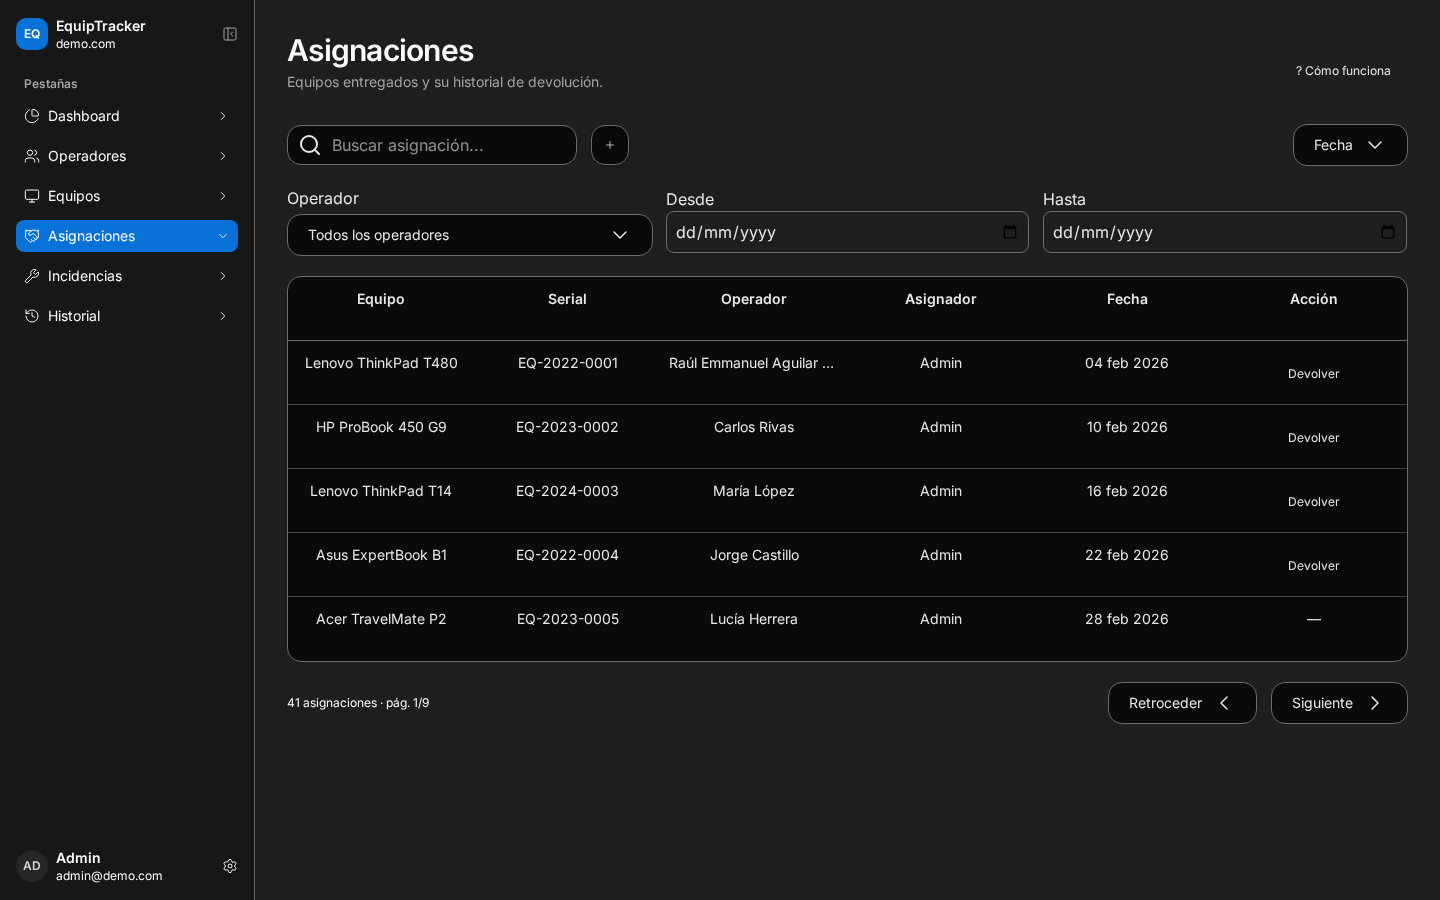 EQ
EquipTracker
demo.com
Pestañas
Dashboard
Operadores
Equipos
Asignaciones
Incidencias
Historial
AD
Admin
admin@demo.com
Asignaciones
Equipos entregados y su historial de devolución.
? Cómo funciona
Buscar asignación...
+
Fecha
Operador
Desde
Hasta
Todos los operadores
dd/mm/yyyy
dd/mm/yyyy
Equipo Serial Operador Asignador Fecha Acción
Lenovo ThinkPad T480 EQ-2022-0001 Raúl Emmanuel Aguilar ... Admin 04 feb 2026 Devolver
HP ProBook 450 G9 EQ-2023-0002 Carlos Rivas Admin 10 feb 2026 Devolver
Lenovo ThinkPad T14 EQ-2024-0003 María López Admin 16 feb 2026 Devolver
Asus ExpertBook B1 EQ-2022-0004 Jorge Castillo Admin 22 feb 2026 Devolver
Acer TravelMate P2 EQ-2023-0005 Lucía Herrera Admin 28 feb 2026 —
41 asignaciones · pág. 1/9
Retroceder
Siguiente